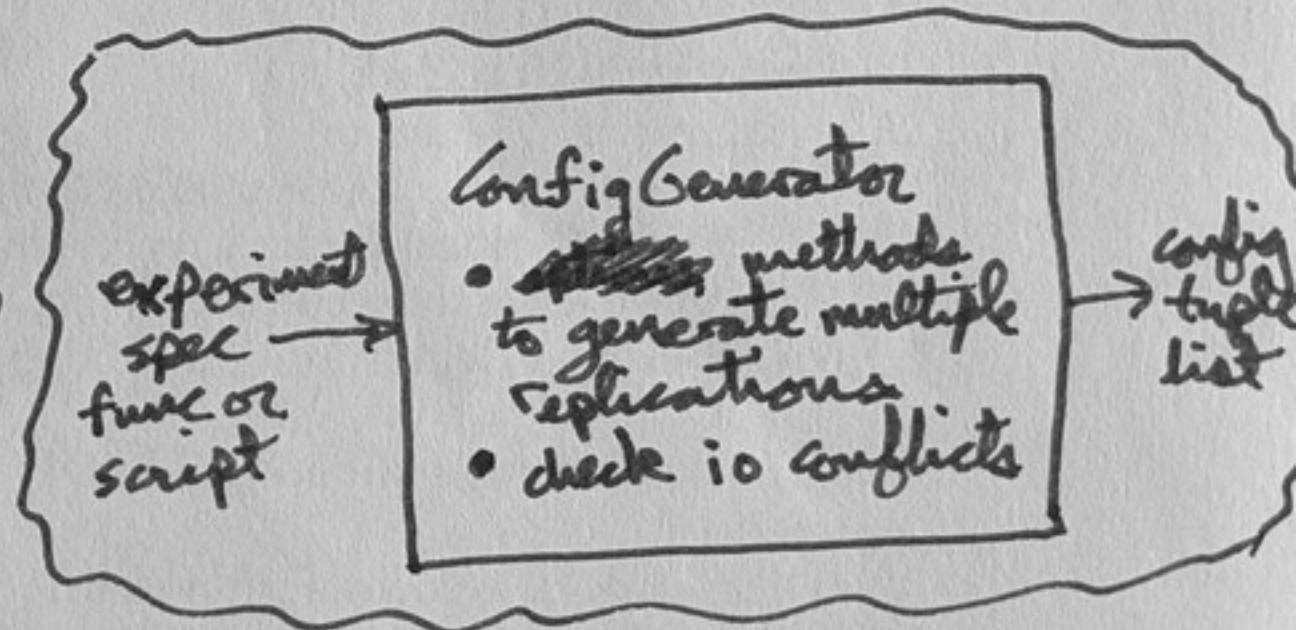 experiment
spec
func or
script
ConfigGenerator
• methods
to generate multiple
replications
• check io conflicts
config
tuple
list